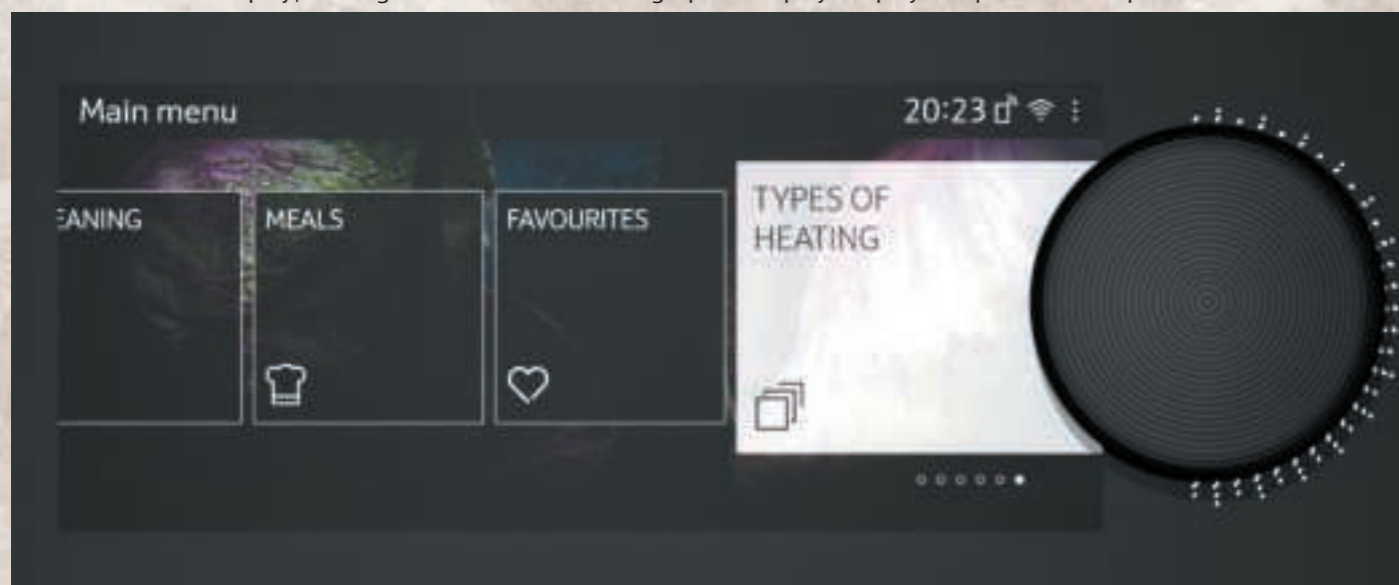 Main menu
20:23
EANING
MEALS
FAVOURITES
TYPES OF
HEATING